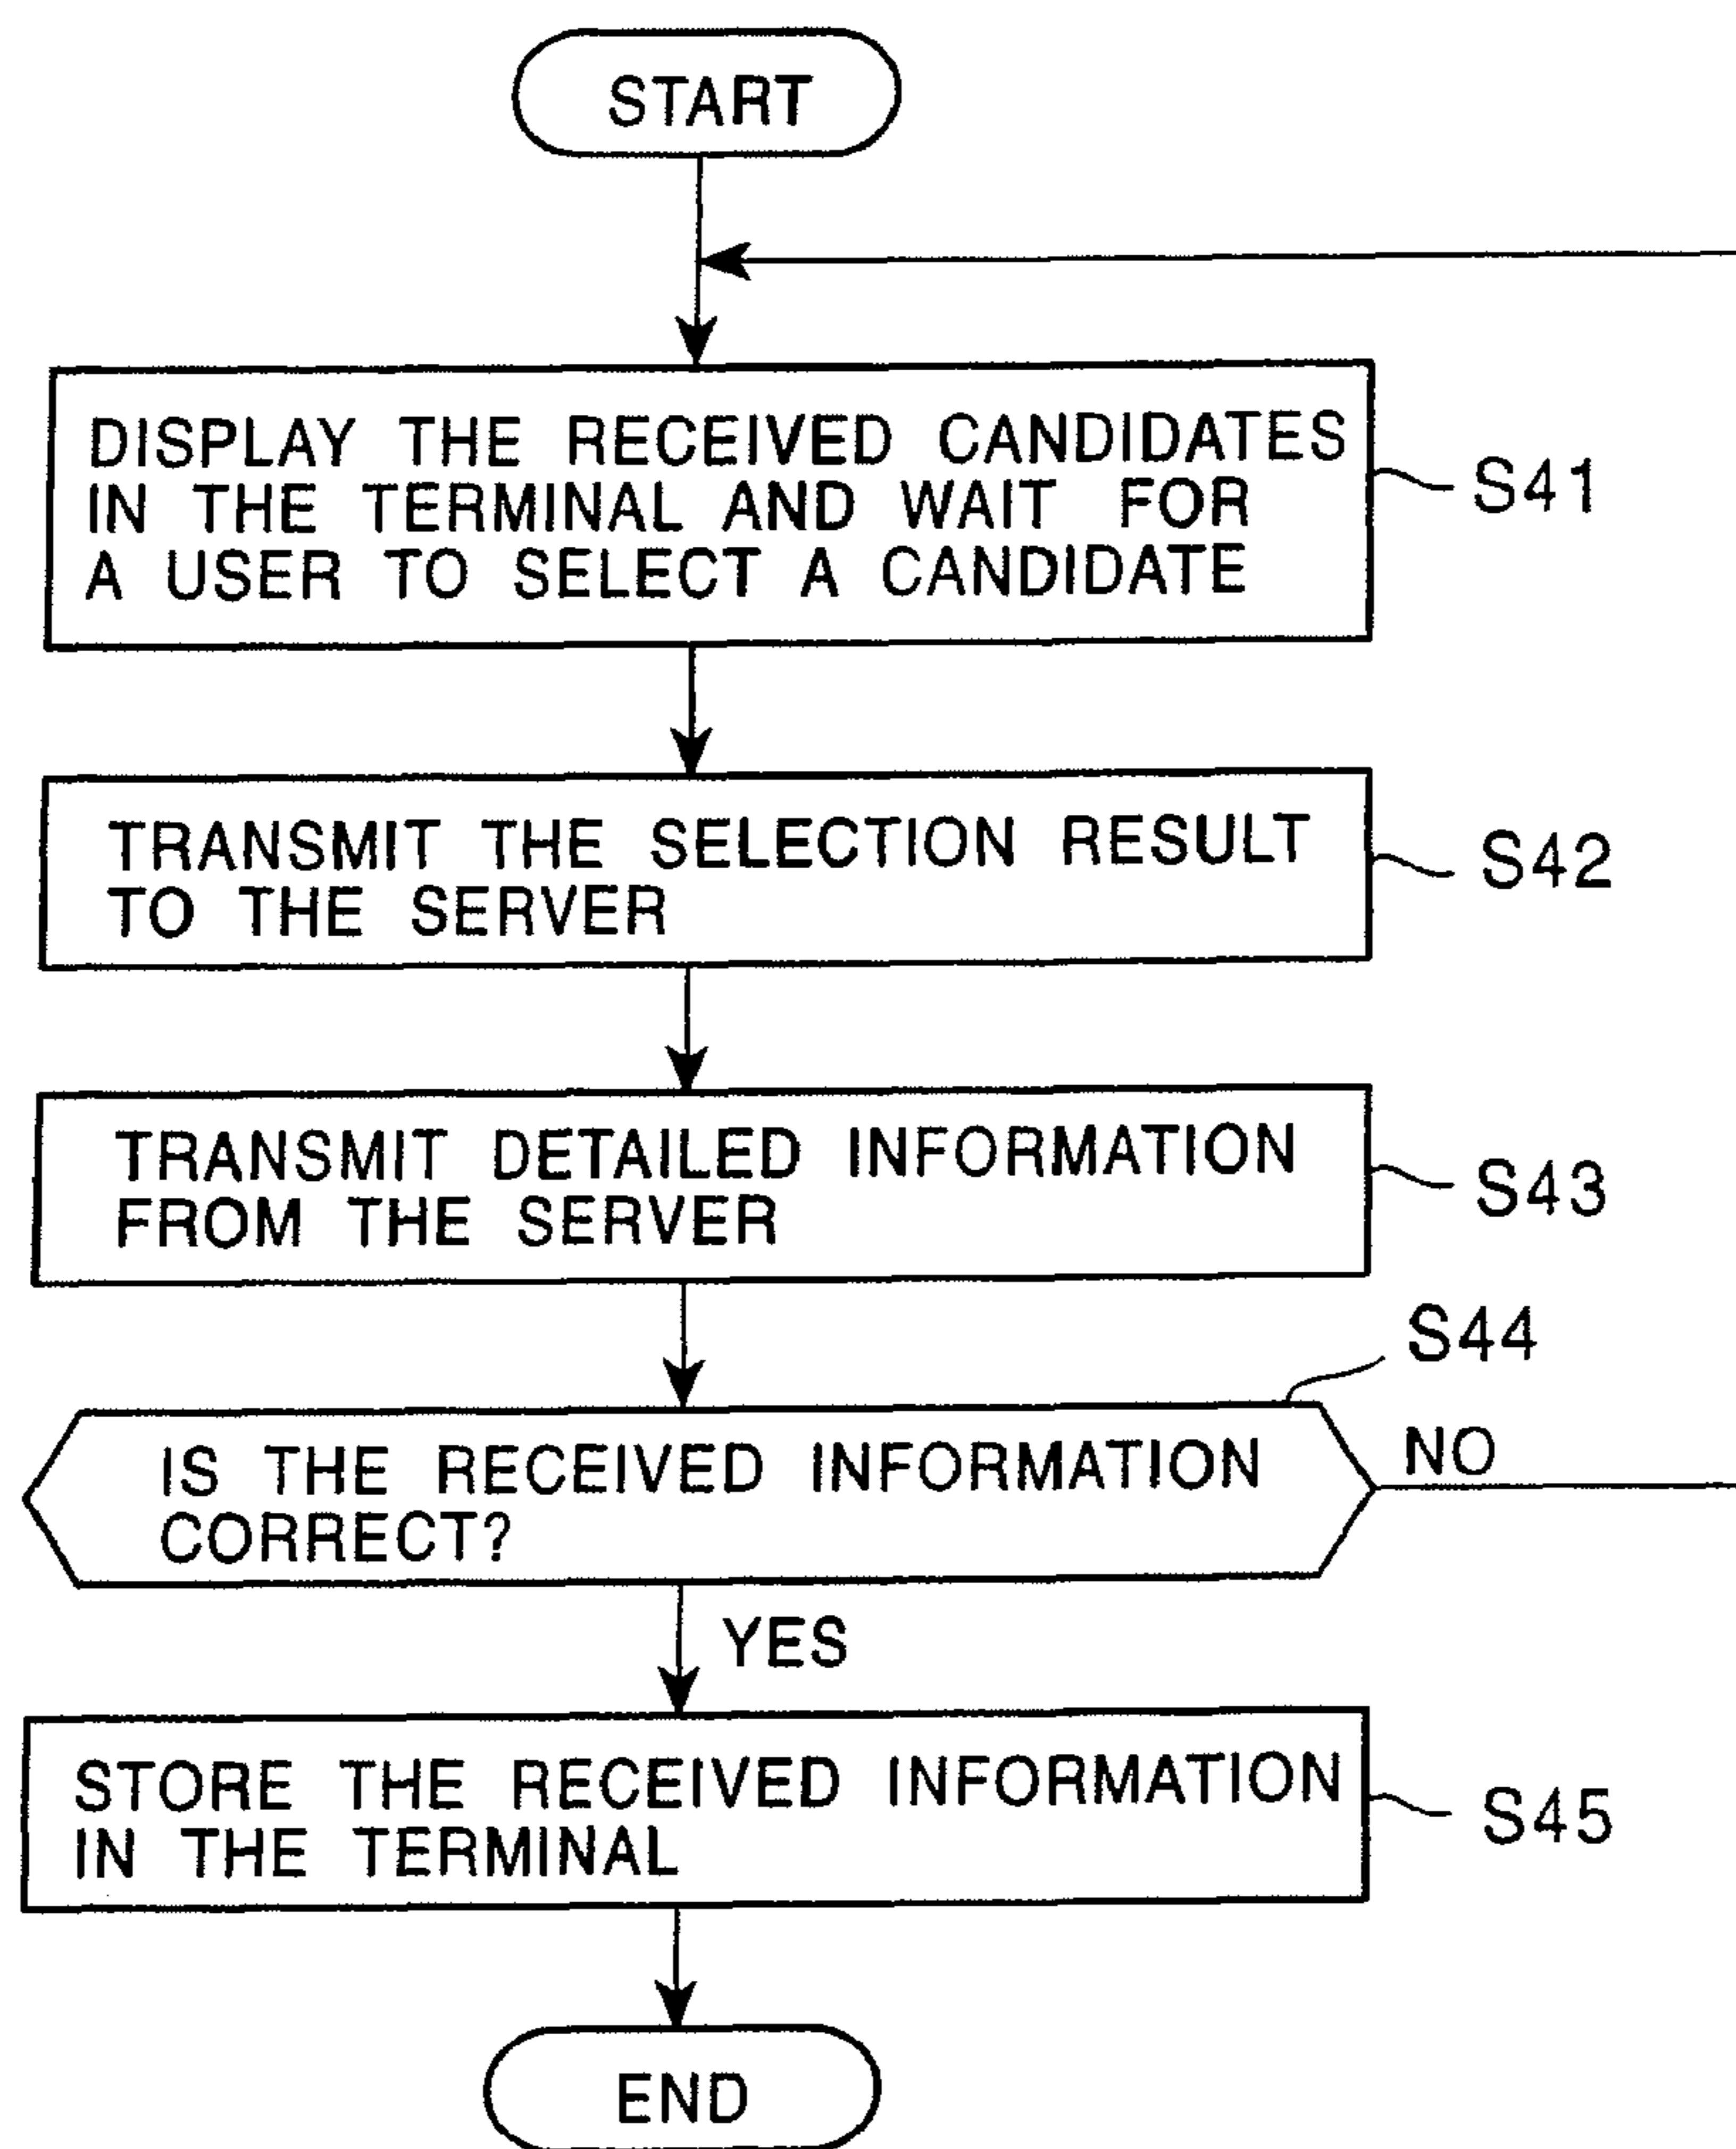 START
DISPLAY THE RECEIVED CANDIDATES
IN THE TERMINAL AND WAIT FOR
A USER TO SELECT A CANDIDATE
S41
TRANSMIT THE SELECTION RESULT
TO THE SERVER
S42
TRANSMIT DETAILED INFORMATION
FROM THE SERVER
S43
S44
IS THE RECEIVED INFORMATION
CORRECT?
NO
YES
STORE THE RECEIVED INFORMATION
IN THE TERMINAL
S45
END